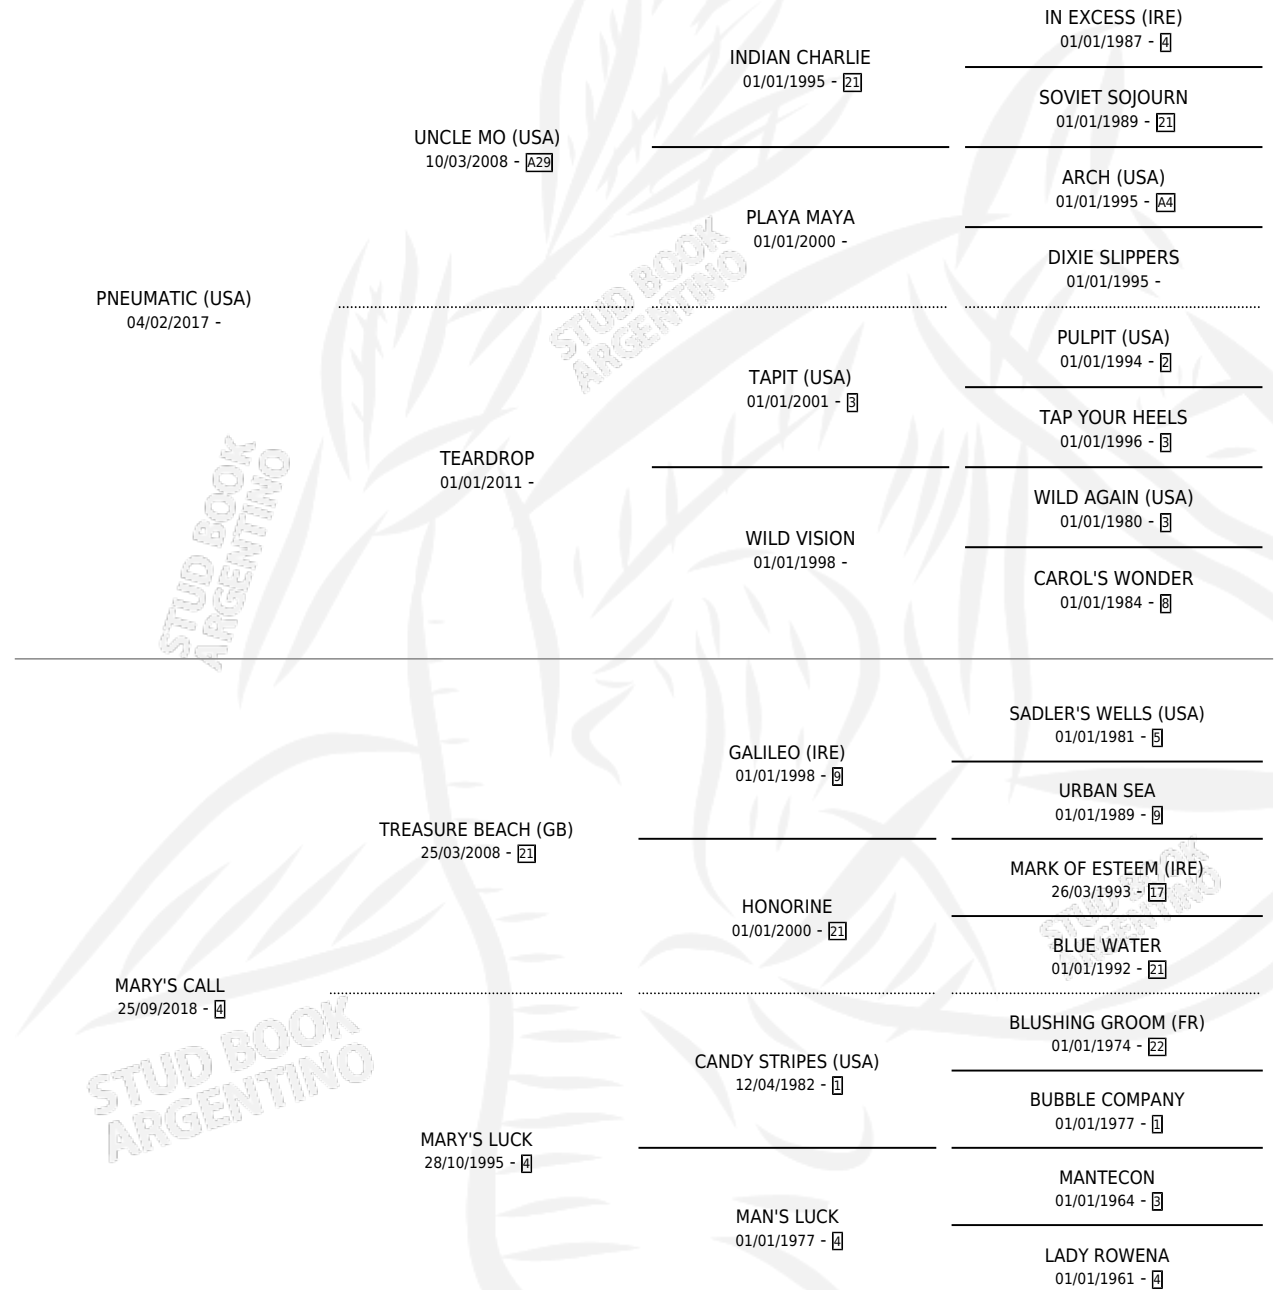 IN EXCESS (IRE)
01/01/1987 - 4
INDIAN CHARLIE
01/01/1995 - 21
SOVIET SOJOURN
01/01/1989 - 21
UNCLE MO (USA)
10/03/2008 - A29
ARCH (USA)
01/01/1995 - A4
PLAYA MAYA
01/01/2000 -
DIXIE SLIPPERS
01/01/1995 -
PNEUMATIC (USA)
04/02/2017 -
PULPIT (USA)
01/01/1994 - 2
TAPIT (USA)
01/01/2001 - 3
TAP YOUR HEELS
01/01/1996 - 3
TEARDROP
01/01/2011 -
WILD AGAIN (USA)
01/01/1980 - 3
WILD VISION
01/01/1998 -
CAROL'S WONDER
01/01/1984 - 8
SADLER'S WELLS (USA)
01/01/1981 - 5
GALILEO (IRE)
01/01/1998 - 9
URBAN SEA
01/01/1989 - 9
TREASURE BEACH (GB)
25/03/2008 - 21
MARK OF ESTEEM (IRE)
26/03/1993 - 17
HONORINE
01/01/2000 - 21
BLUE WATER
01/01/1992 - 21
MARY'S CALL
25/09/2018 - 4
BLUSHING GROOM (FR)
01/01/1974 - 22
CANDY STRIPES (USA)
12/04/1982 - 1
BUBBLE COMPANY
01/01/1977 - 1
MARY'S LUCK
28/10/1995 - 4
MANTECON
01/01/1964 - 3
MAN'S LUCK
01/01/1977 - 4
LADY ROWENA
01/01/1961 - 4
STUD BOOK
ARGENTINO
STUD BOOK
ARGENTINO
STUD BOOK
ARGENTINO
STUD BOOK
ARGENTINO